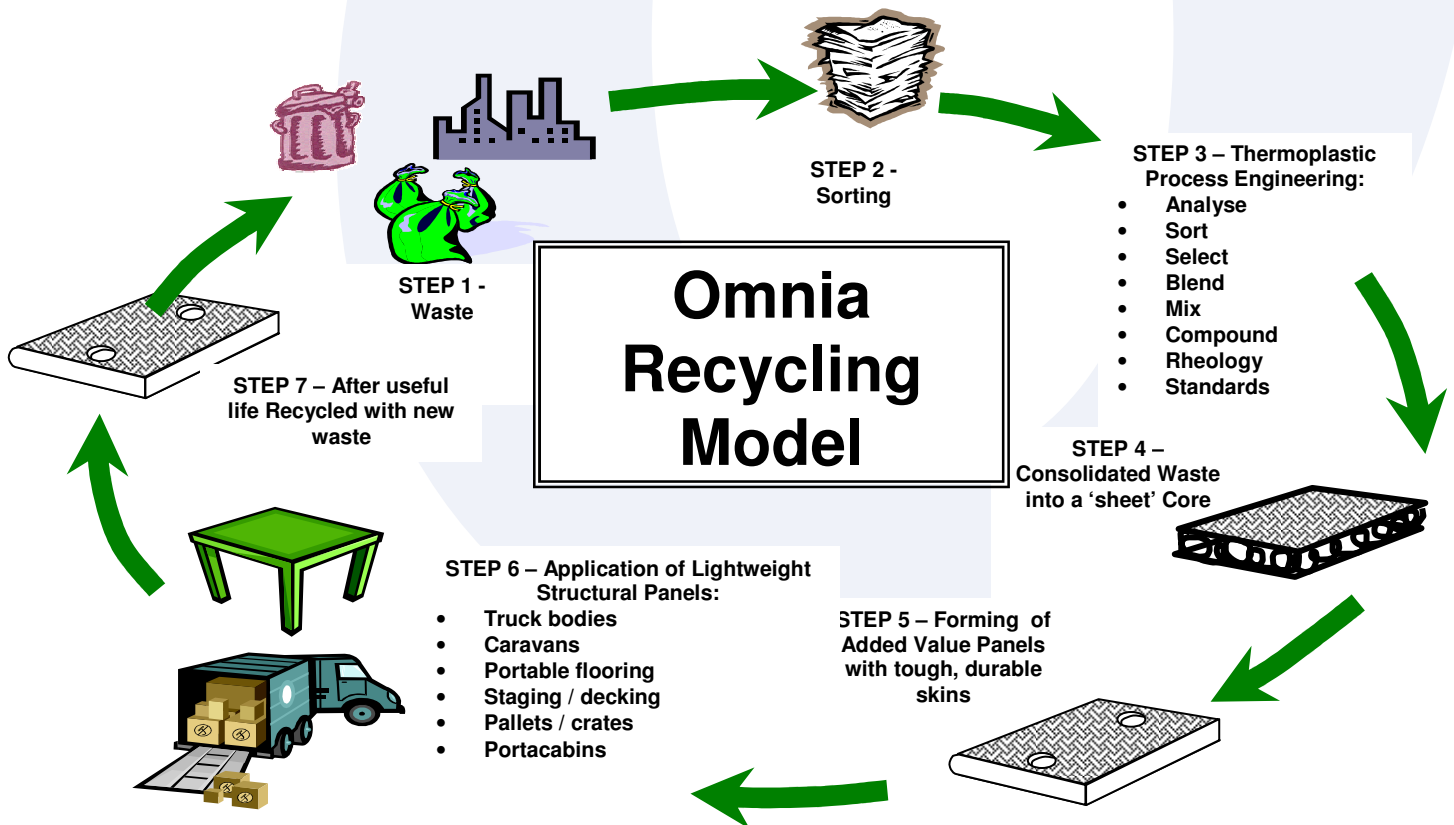 STEP 1 -
Waste
STEP 2 -
Sorting
STEP 3 – Thermoplastic
Process Engineering:
• Analyse
• Sort
• Select
• Blend
• Mix
• Compound
• Rheology
• Standards
Omnia
Recycling
Model
STEP 4 –
Consolidated Waste
into a ‘sheet’ Core
STEP 5 – Forming of
Added Value Panels
with tough, durable
skins
STEP 6 – Application of Lightweight
Structural Panels:
• Truck bodies
• Caravans
• Portable flooring
• Staging / decking
• Pallets / crates
• Portacabins
STEP 7 – After useful
life Recycled with new
waste